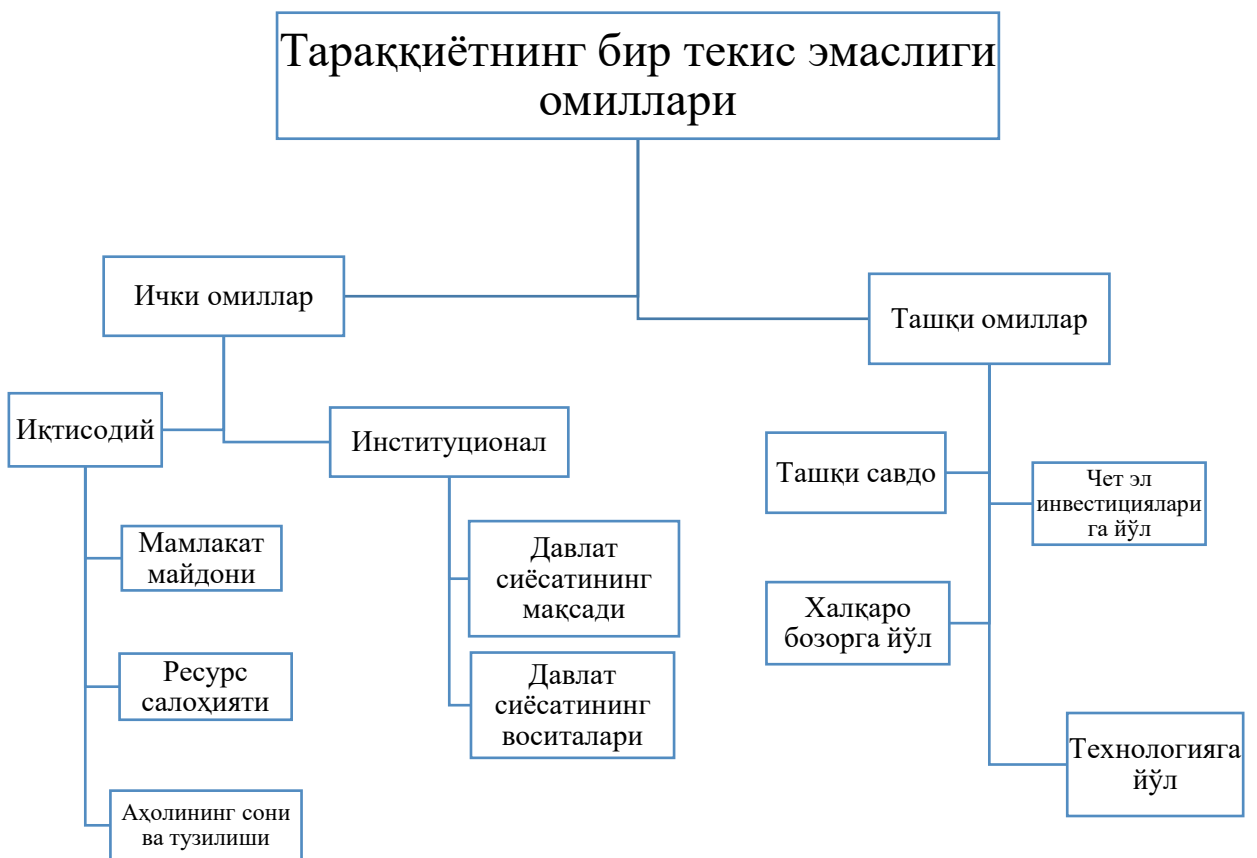 Тараққиётнинг бир текис эмаслиги
омиллари
Ички омиллар
Ташқи омиллар
Иқтисодий
Институционал
Мамлакат
майдони
Ресурс
салоҳияти
Аҳолининг сони
ва тузилиши
Давлат
сиёсатининг
мақсади
Давлат
сиёсатининг
воситалари
Ташқи савдо
Чет эл
инвестициялари
га йўл
Халқаро
бозорга йўл
Технологияга
йўл